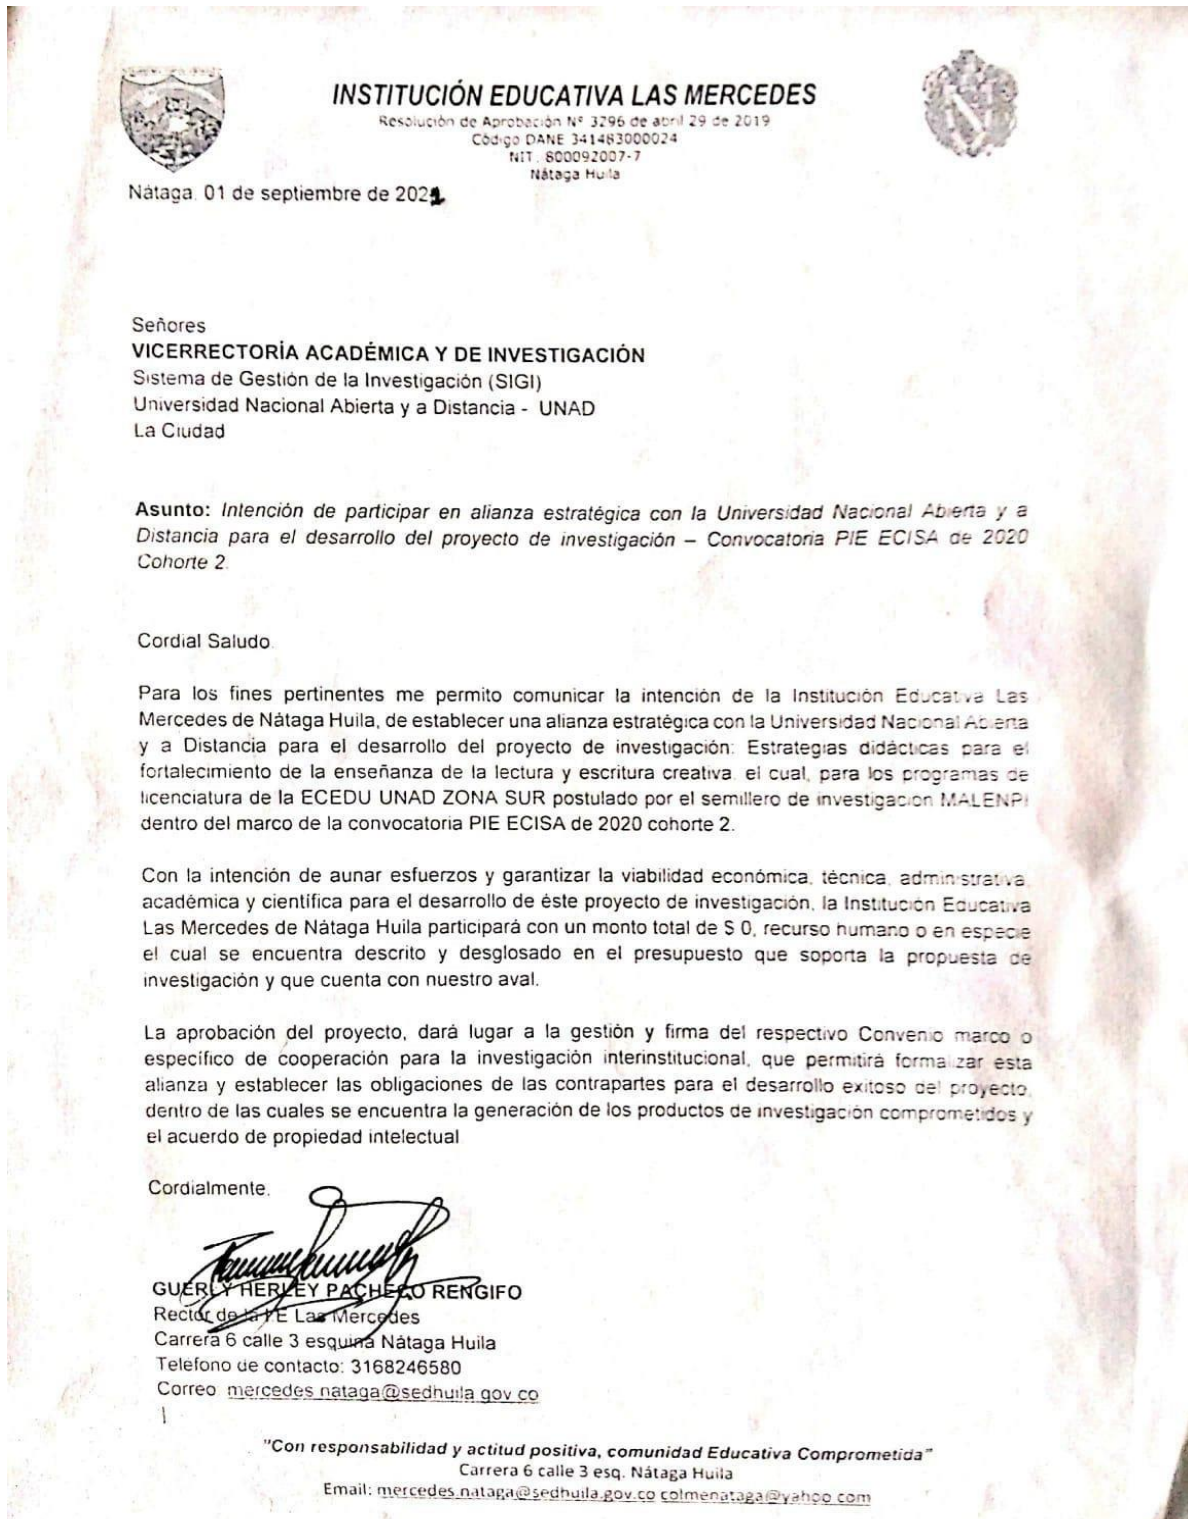 INSTITUCIÓN EDUCATIVA LAS MERCEDES
Resolución de Aprobación Nº 3296 de abril 29 de 2019
Código DANE 341483000024
NIT. 800092007-7
Nátaga Huila
Nátaga, 01 de septiembre de 2021
Señores
VICERRECTORÍA ACADÉMICA Y DE INVESTIGACIÓN
Sistema de Gestión de la Investigación (SIGI)
Universidad Nacional Abierta y a Distancia - UNAD
La Ciudad
Asunto: Intención de participar en alianza estratégica con la Universidad Nacional Abierta y a
Distancia para el desarrollo del proyecto de investigación – Convocatoria PIE ECISA de 2020
Cohorte 2.
Cordial Saludo.
Para los fines pertinentes me permito comunicar la intención de la Institución Educativa Las
Mercedes de Nátaga Huila, de establecer una alianza estratégica con la Universidad Nacional Abierta
y a Distancia para el desarrollo del proyecto de investigación: Estrategias didácticas para el
fortalecimiento de la enseñanza de la lectura y escritura creativa. el cual, para los programas de
licenciatura de la ECEDU UNAD ZONA SUR postulado por el semillero de investigación MALENPI
dentro del marco de la convocatoria PIE ECISA de 2020 cohorte 2.
Con la intención de aunar esfuerzos y garantizar la viabilidad económica, técnica, administrativa,
académica y científica para el desarrollo de éste proyecto de investigación, la Institución Educativa
Las Mercedes de Nátaga Huila participará con un monto total de $ 0, recurso humano o en especie
el cual se encuentra descrito y desglosado en el presupuesto que soporta la propuesta de
investigación y que cuenta con nuestro aval.
La aprobación del proyecto, dará lugar a la gestión y firma del respectivo Convenio marco o
específico de cooperación para la investigación interinstitucional, que permitirá formalizar esta
alianza y establecer las obligaciones de las contrapartes para el desarrollo exitoso del proyecto,
dentro de las cuales se encuentra la generación de los productos de investigación comprometidos y
el acuerdo de propiedad intelectual
Cordialmente,
GUERLY HERLEY PACHECO RENGIFO
Rector de la I.E Las Mercedes
Carrera 6 calle 3 esquina Nátaga Huila
Teléfono de contacto: 3168246580
Correo: mercedes.nataga@sedhuila.gov.co
"Con responsabilidad y actitud positiva, comunidad Educativa Comprometida"
Carrera 6 calle 3 esq. Nátaga Huila
Email: mercedes.nataga@sedhuila.gov.co colmenataga@yahoo.com